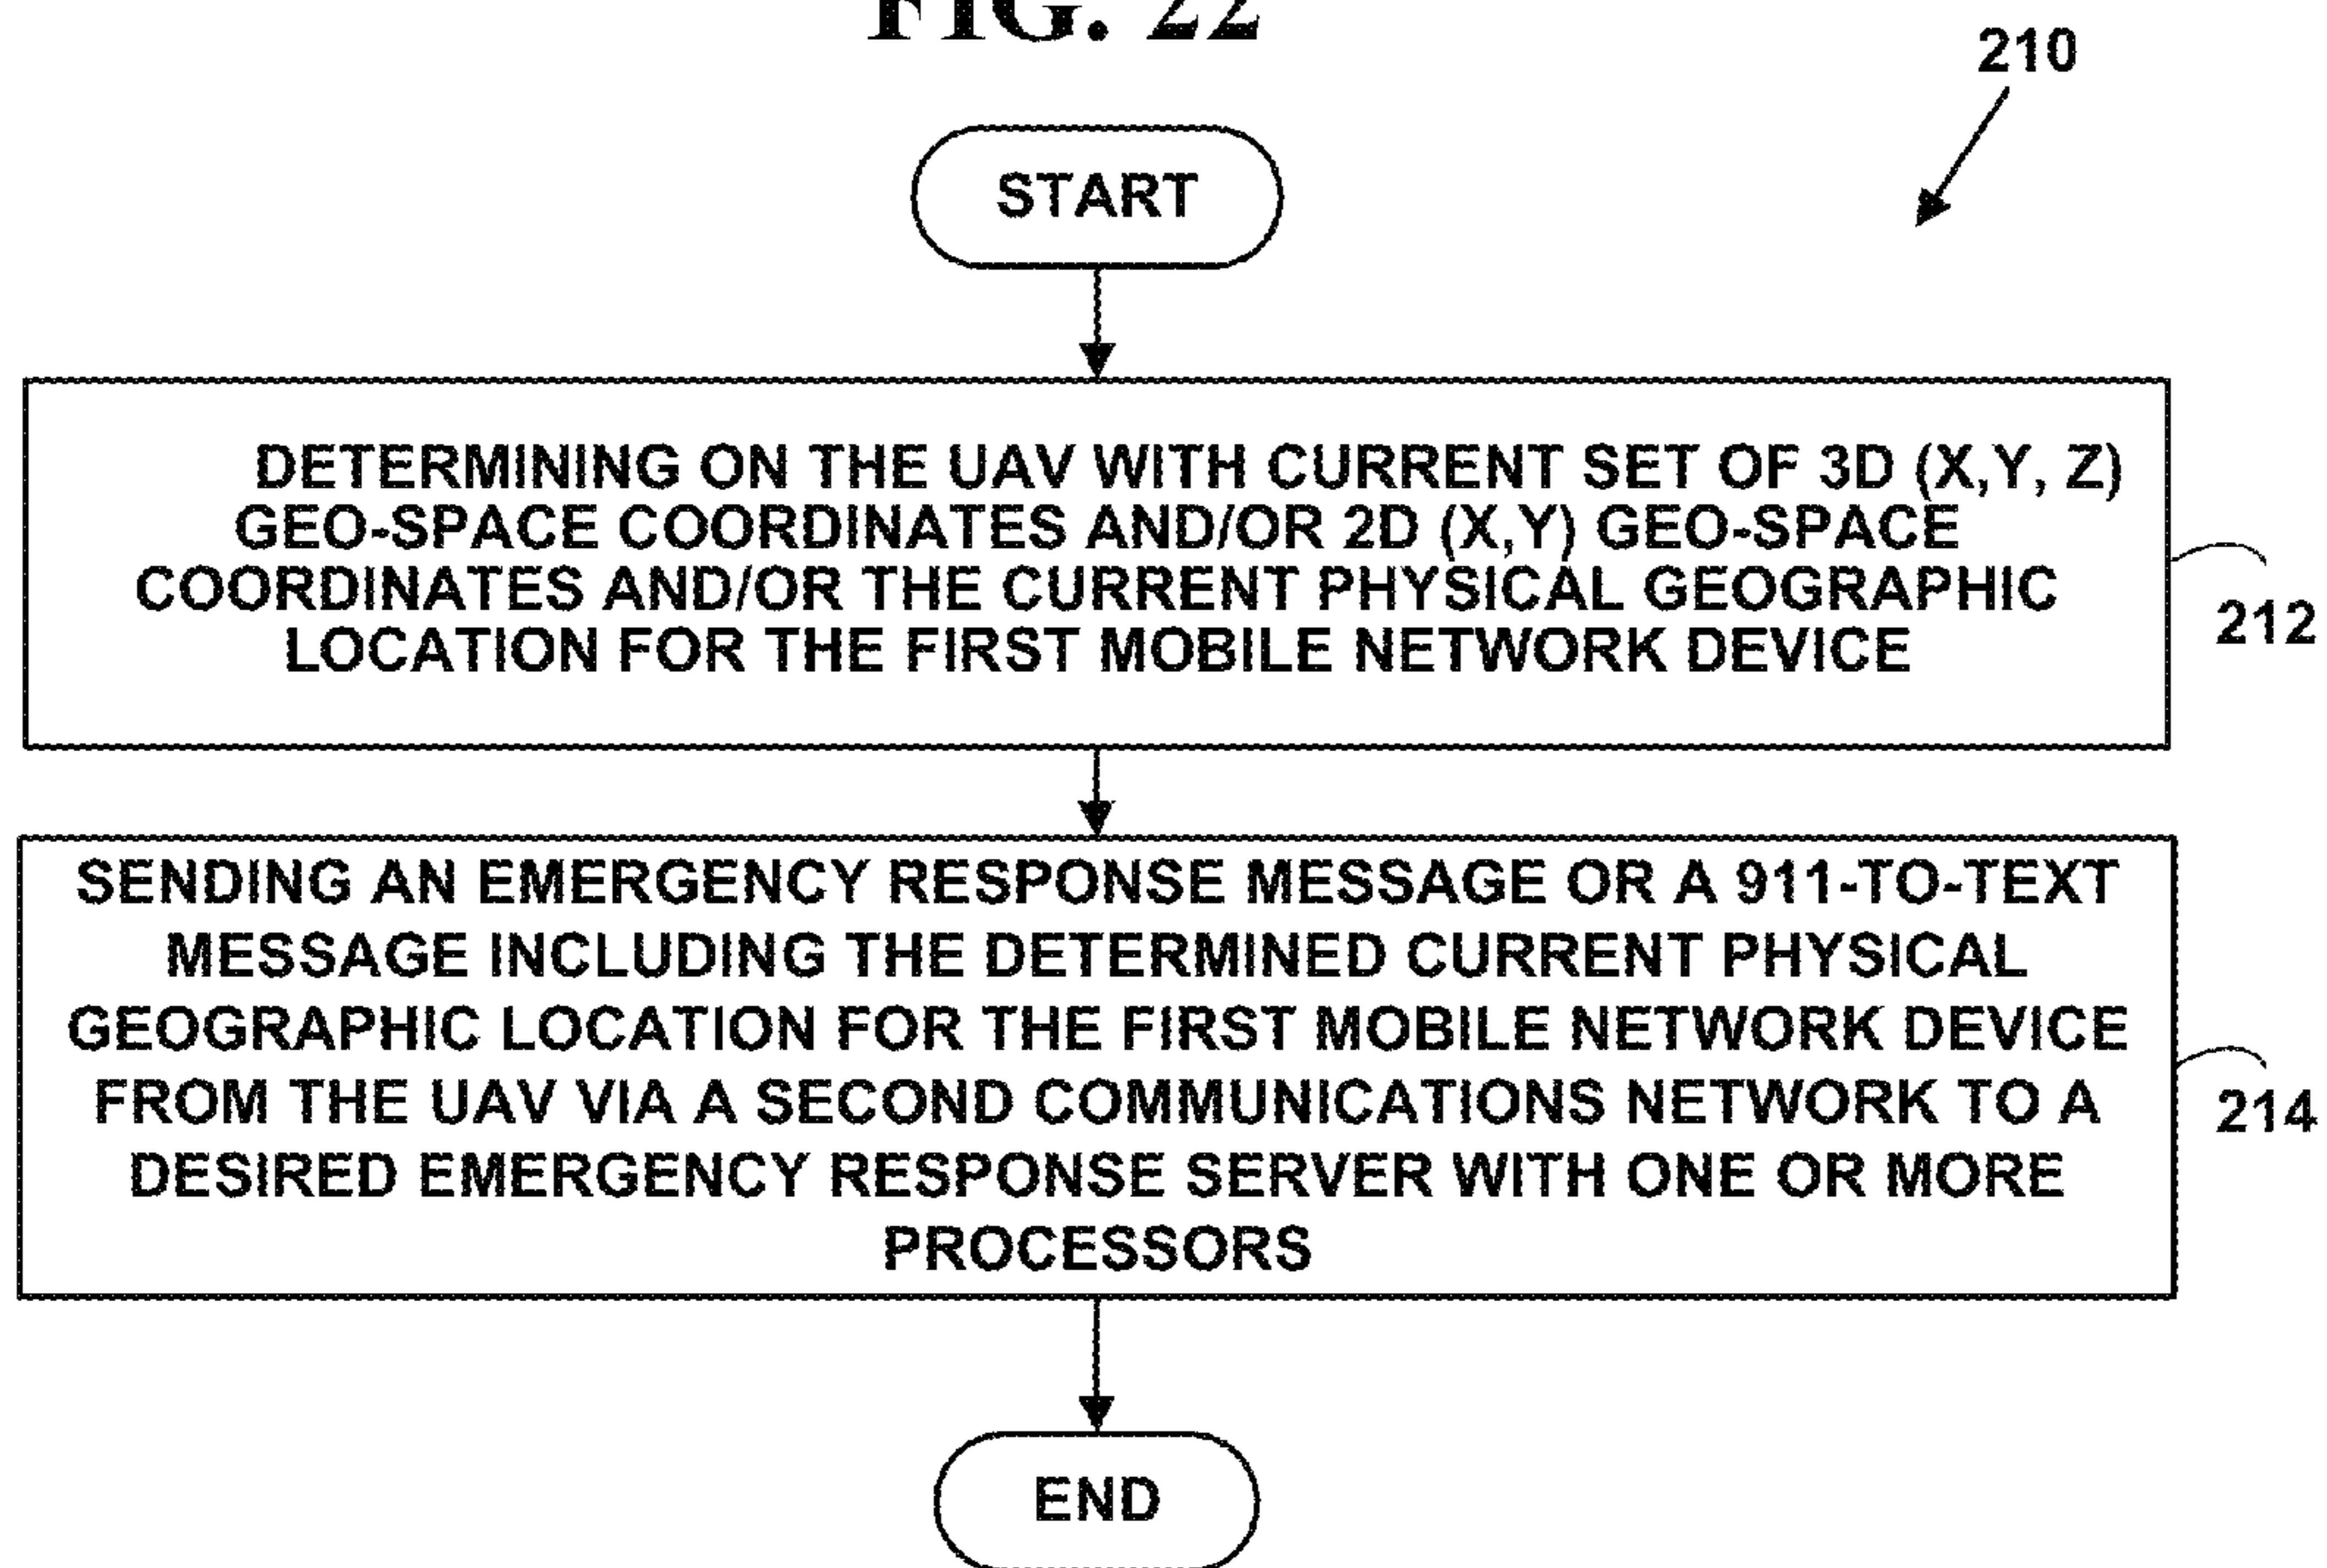 FIG. 22
210
START
DETERMINING ON THE UAV WITH CURRENT SET OF 3D (X,Y, Z)
GEO-SPACE COORDINATES AND/OR 2D (X,Y) GEO-SPACE
COORDINATES AND/OR THE CURRENT PHYSICAL GEOGRAPHIC
LOCATION FOR THE FIRST MOBILE NETWORK DEVICE
212
SENDING AN EMERGENCY RESPONSE MESSAGE OR A 911-TO-TEXT
MESSAGE INCLUDING THE DETERMINED CURRENT PHYSICAL
GEOGRAPHIC LOCATION FOR THE FIRST MOBILE NETWORK DEVICE
FROM THE UAV VIA A SECOND COMMUNICATIONS NETWORK TO A
DESIRED EMERGENCY RESPONSE SERVER WITH ONE OR MORE
PROCESSORS
214
END